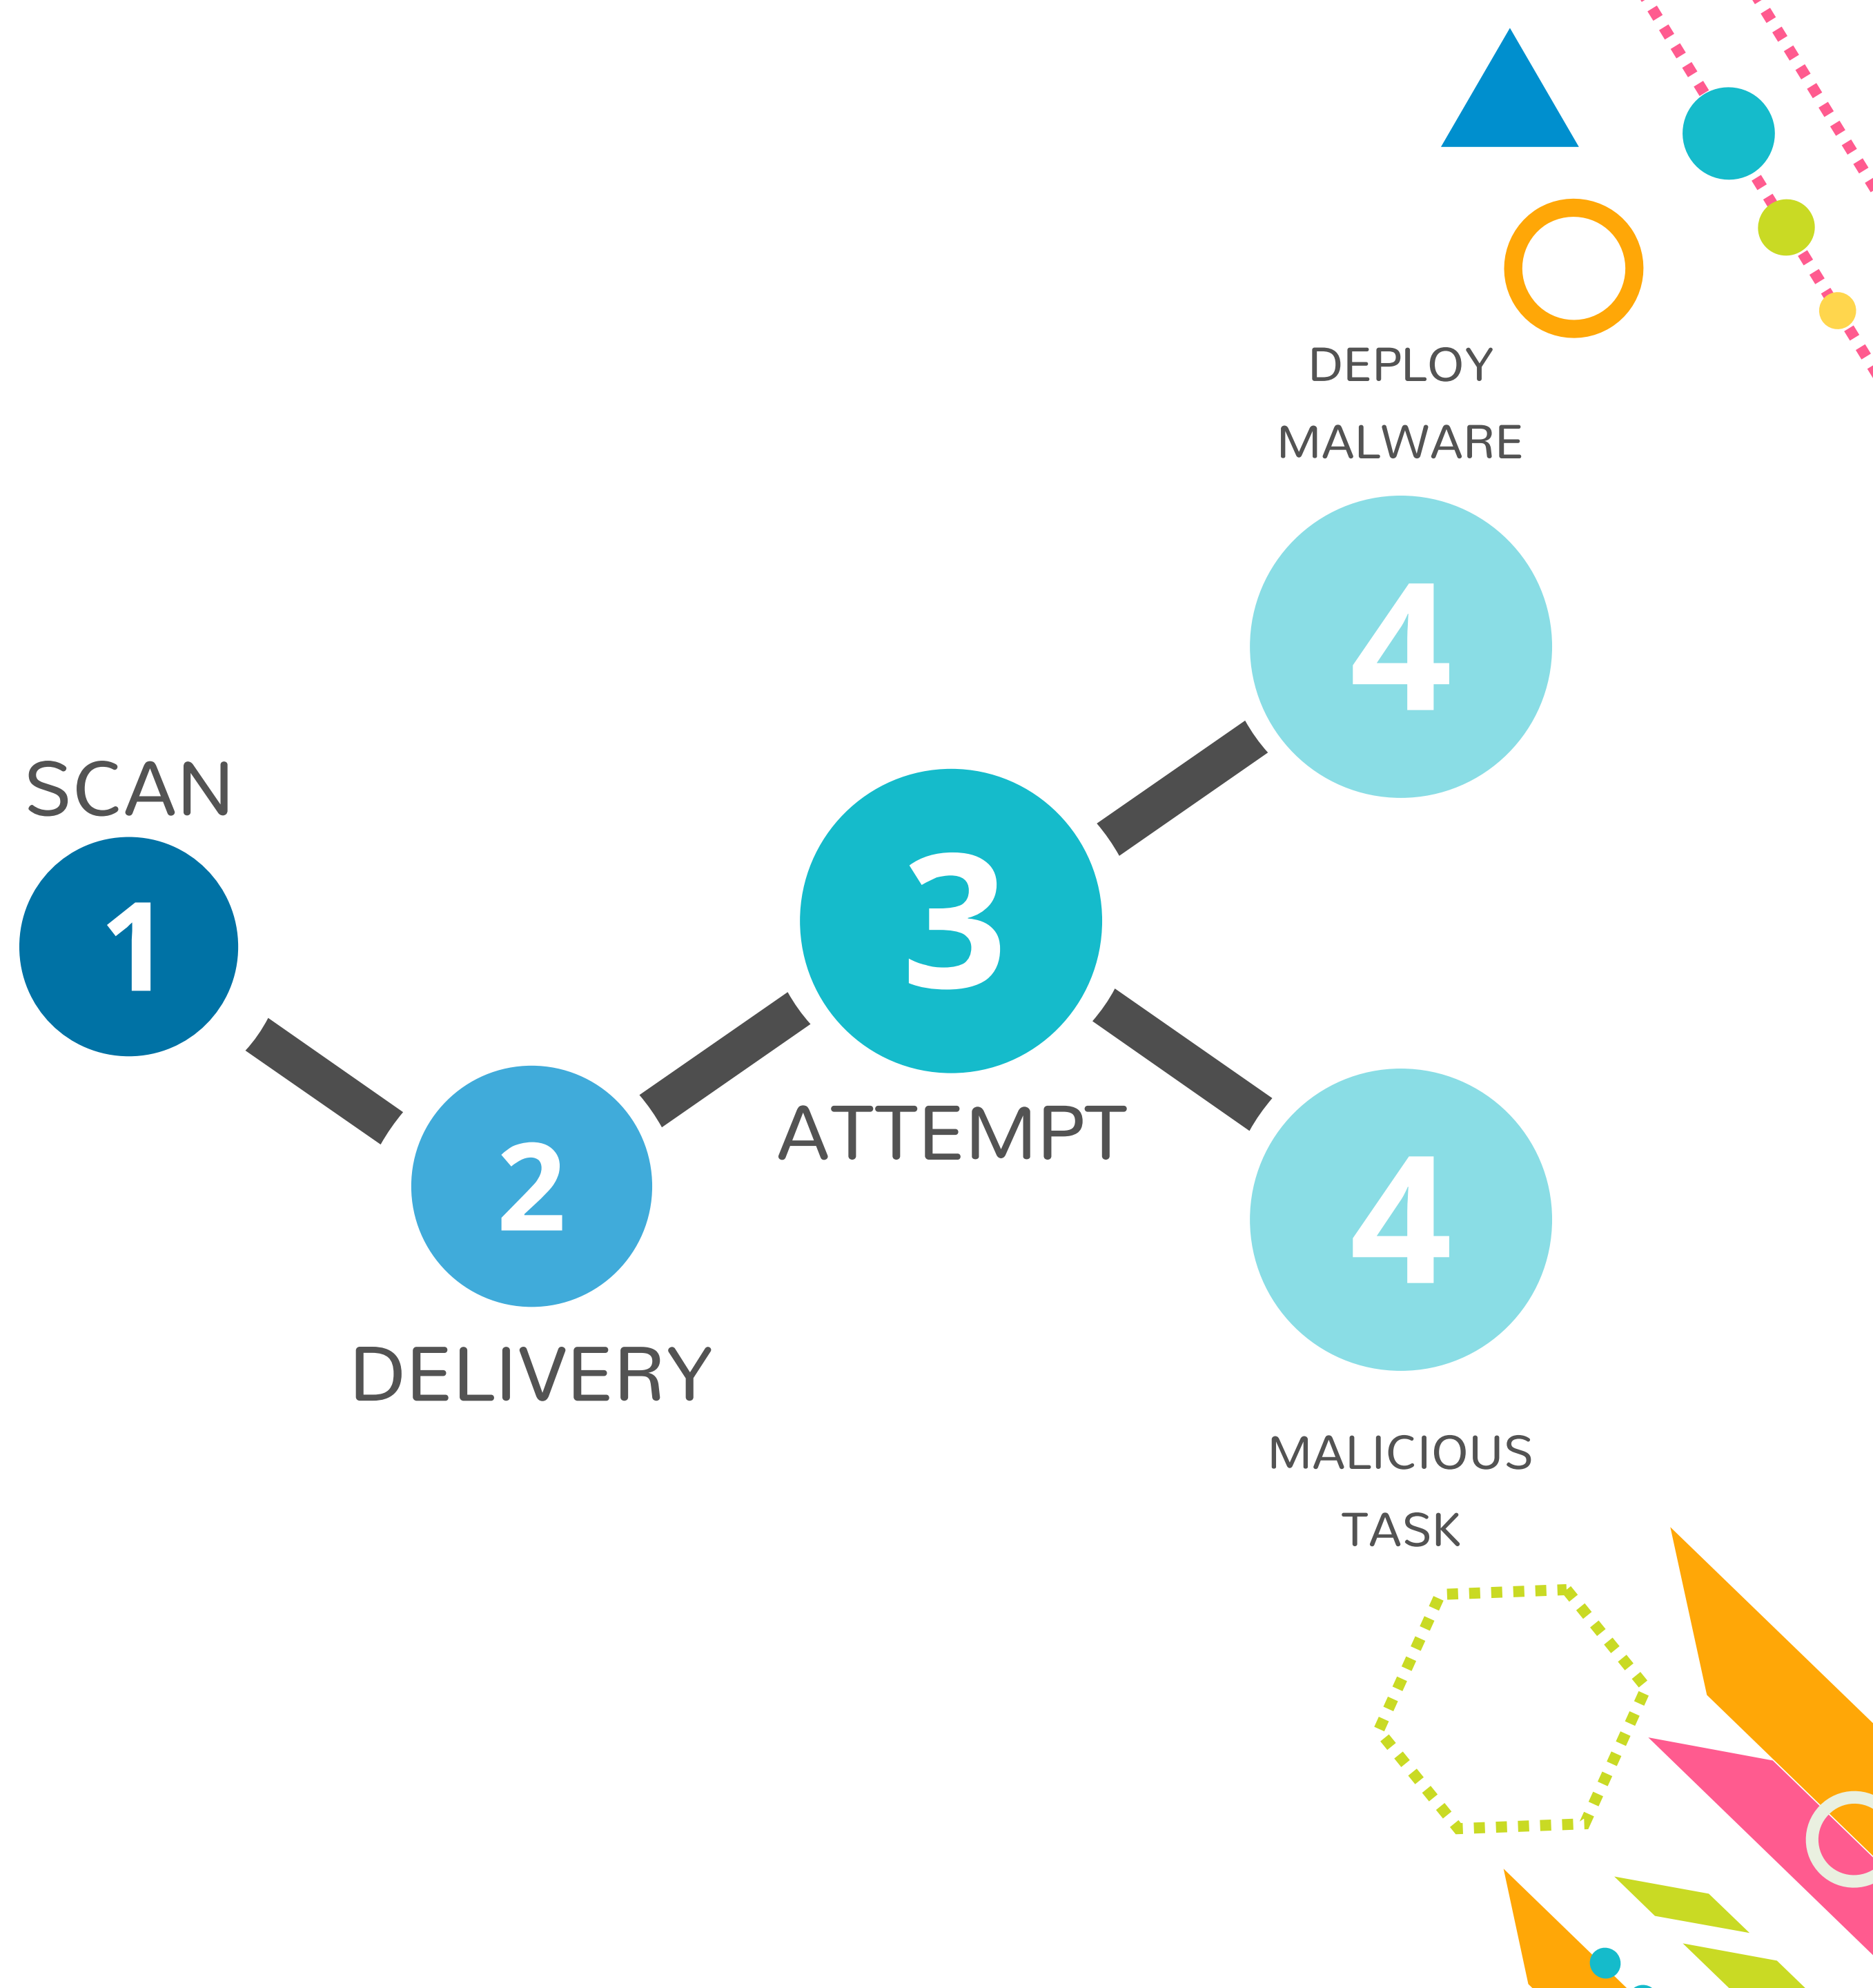 SCAN
1
2
DELIVERY
3
ATTEMPT
DEPLOY
MALWARE
4
4
MALICIOUS
TASK